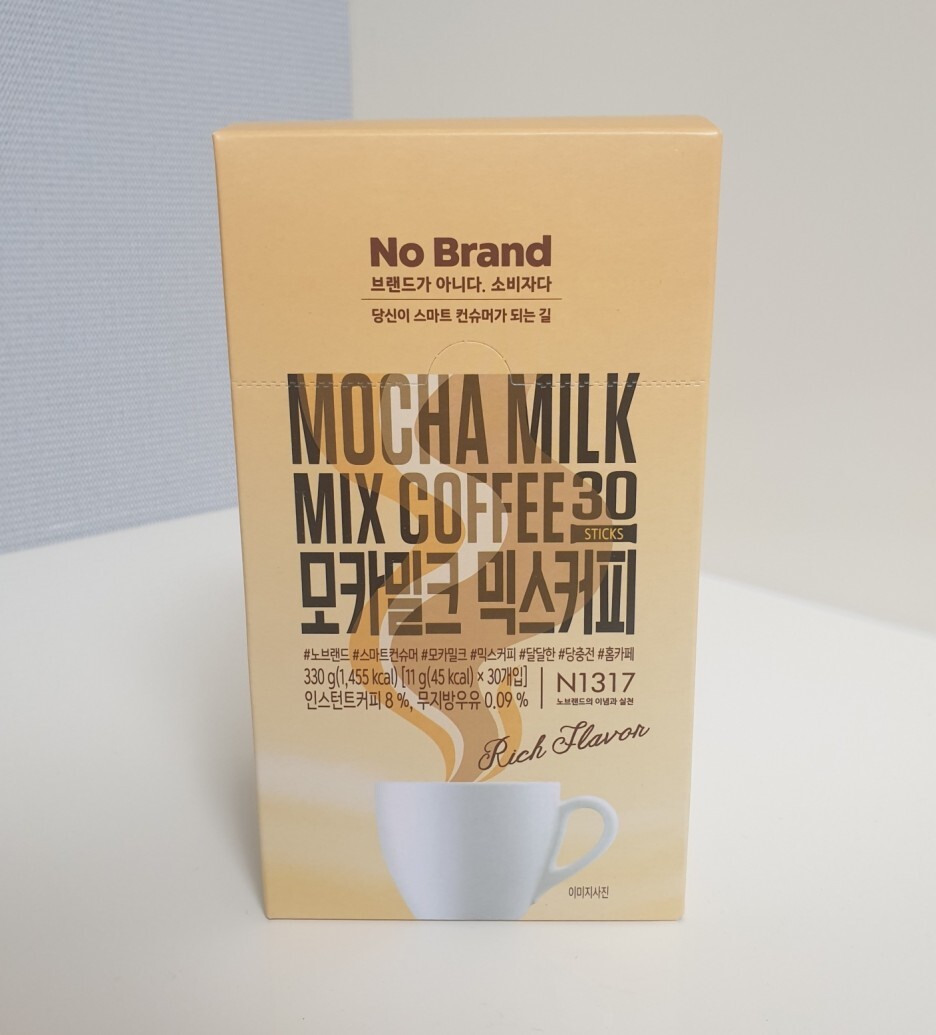 No Brand
브랜드가 아니다. 소비자다
당신이 스마트 컨슈머가 되는 길
MOCHA MILK
MIX COFFEE 30
STICKS
모카밀크 믹스커피
#노브랜드 #스마트컨슈머 #모카밀크 #믹스커피 #달달한 #당충전 #홈카페
330 g(1,455 kcal) [11 g(45 kcal) × 30개입]
인스턴트커피 8 %, 무지방우유 0.09 %
N1317
노브랜드의 이념과 실천
Rich Flavor
이미지사진